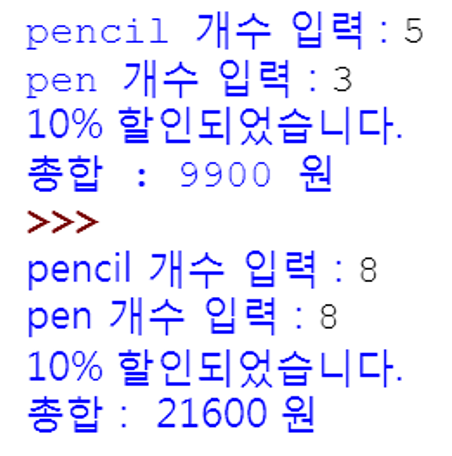 pencil 개수 입력 : 5
pen 개수 입력 : 3
10% 할인되었습니다.
총합 : 9900 원
>>>
pencil 개수 입력 : 8
pen 개수 입력 : 8
10% 할인되었습니다.
총합 : 21600 원